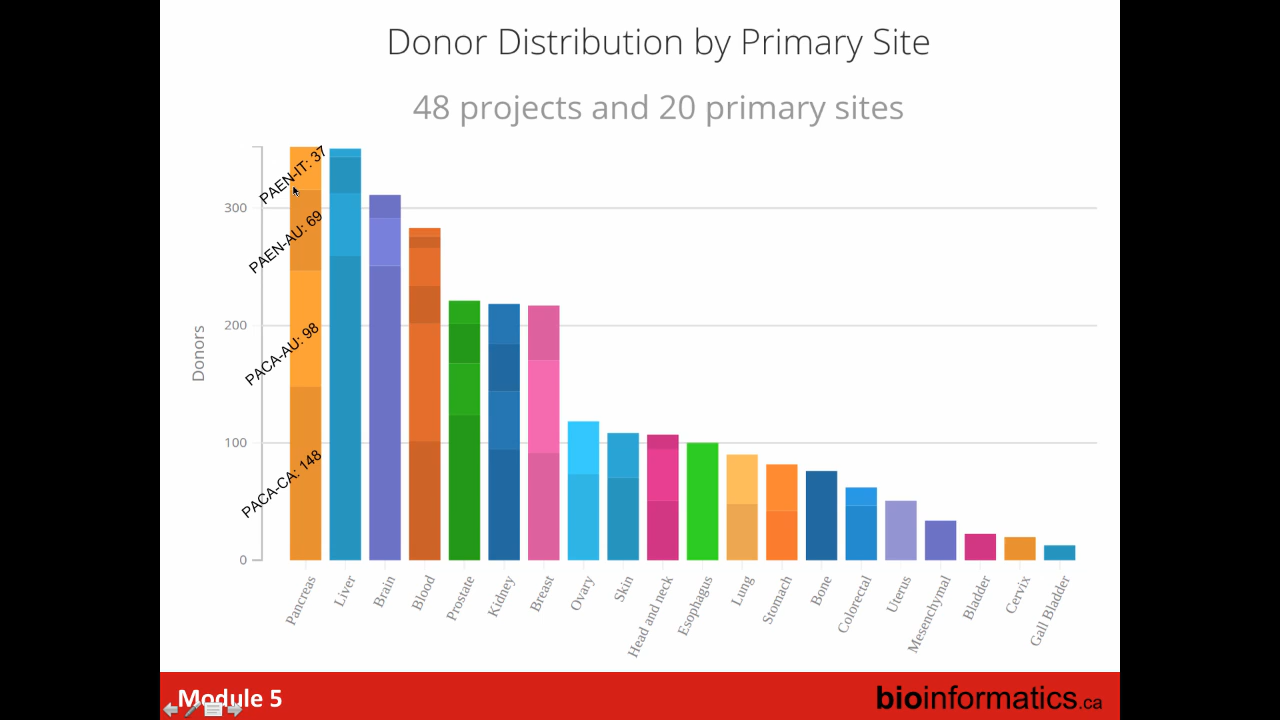 Donor Distribution by Primary Site
48 projects and 20 primary sites
PAEN-IT: 37
PAEN-AU: 69
PACA-AU: 98
PACA-CA: 148
300
200
100
0
Donors
Pancreas
Liver
Brain
Blood
Prostate
Kidney
Breast
Ovary
Skin
Head and neck
Esophagus
Lung
Stomach
Bone
Colorectal
Uterus
Mesenchymal
Bladder
Cervix
Gall Bladder
Module 5
bioinformatics.ca